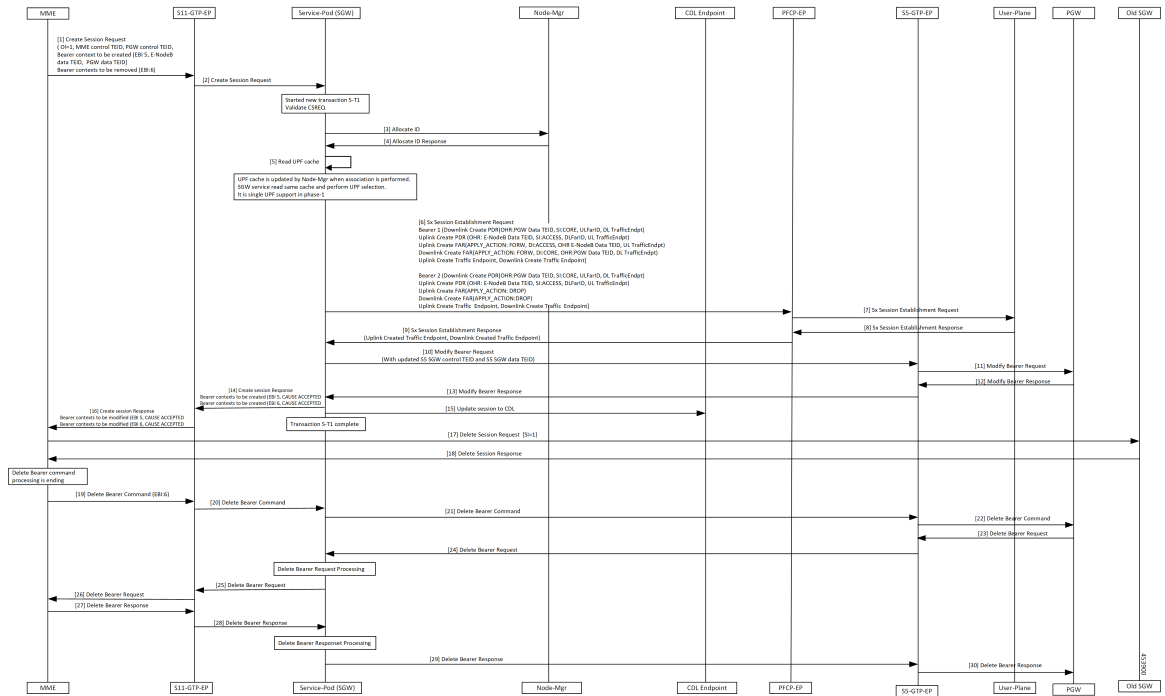 MME
S11-GTP-EP
Service-Pod (SGW)
Node-Mgr
CDL Endpoint
PFCP-EP
S5-GTP-EP
User-Plane
PGW
Old SGW
[1] Create Session Request
( OI=1, MME control TEID, PGW control TEID,
Bearer context to be created (EBI 5, E-NodeB
data TEID, PGW data TEID]
Bearer contexts to be removed (EBI:6)
[2] Create Session Request
Started new transaction S-T1
Validate CSREQ
[3] Allocate ID
[4] Allocate ID Response
[5] Read UPF cache
UPF cache is updated by Node-Mgr when association is performed.
SGW service read same cache and perform UPF selection.
It is single UPF support in phase-1
[6] Sx Session Establishment Request
Bearer 1 (Downlink Create PDR(OHR:PGW Data TEID, SI:CORE, ULFarID, DL TrafficEndpt)
Uplink Create PDR (OHR: E-NodeB Data TEID, SI:ACCESS, DLFarID, UL TrafficEndpt)
Uplink Create FAR(APPLY_ACTION: FORW, DI:ACCESS, OHR E-NodeB Data TEID, UL TrafficEndpt)
Downlink Create FAR(APPLY_ACTION: FORW, DI:CORE, OHR:PGW Data TEID, DL TrafficEndpt)
Uplink Create Traffic Endpoint, Downlink Create Traffic Endpoint]
Bearer 2 (Downlink Create PDR(OHR:PGW Data TEID, SI:CORE, ULFarID, DL TrafficEndpt)
Uplink Create PDR (OHR: E-NodeB Data TEID, SI:ACCESS, DLFarID, UL TrafficEndpt)
Uplink Create FAR(APPLY_ACTION: DROP)
Downlink Create FAR(APPLY_ACTION:DROP)
Uplink Create Traffic Endpoint, Downlink Create Traffic Endpoint]
[7] Sx Session Establishment Request
[8] Sx Session Establishment Response
[9] Sx Session Establishment Response
(Uplink Created Traffic Endpoint, Downlink Created Traffic Endpoint)
[10] Modify Bearer Request
(With updated S5 SGW control TEID and S5 SGW data TEID)
[11] Modify Bearer Request
[12] Modify Bearer Response
[13] Modify Bearer Response
[14] Create session Response
Bearer contexts to be created (EBI 5, CAUSE ACCEPTED
Bearer contexts to be created (EBI 6, CAUSE ACCEPTED
[15] Update session to CDL
[16] Create session Response
Bearer contexts to be modified (EBI 5, CAUSE ACCEPTED
Bearer contexts to be modified (EBI 6, CAUSE ACCEPTED
Transaction S-T1 complete
[17] Delete Session Request [SI=1]
[18] Delete Session Response
Delete Bearer command
processing is ending
[19] Delete Bearer Command (EBI:6)
[20] Delete Bearer Command
[21] Delete Bearer Command
[22] Delete Bearer Command
[23] Delete Bearer Request
[24] Delete Bearer Request
Delete Bearer Request Processing
[25] Delete Bearer Request
[26] Delete Bearer Request
[27] Delete Bearer Response
[28] Delete Bearer Response
Delete Bearer Responset Processing
[29] Delete Bearer Response
[30] Delete Bearer Response
453900
MME
S11-GTP-EP
Service-Pod (SGW)
Node-Mgr
CDL Endpoint
PFCP-EP
S5-GTP-EP
User-Plane
PGW
Old SGW